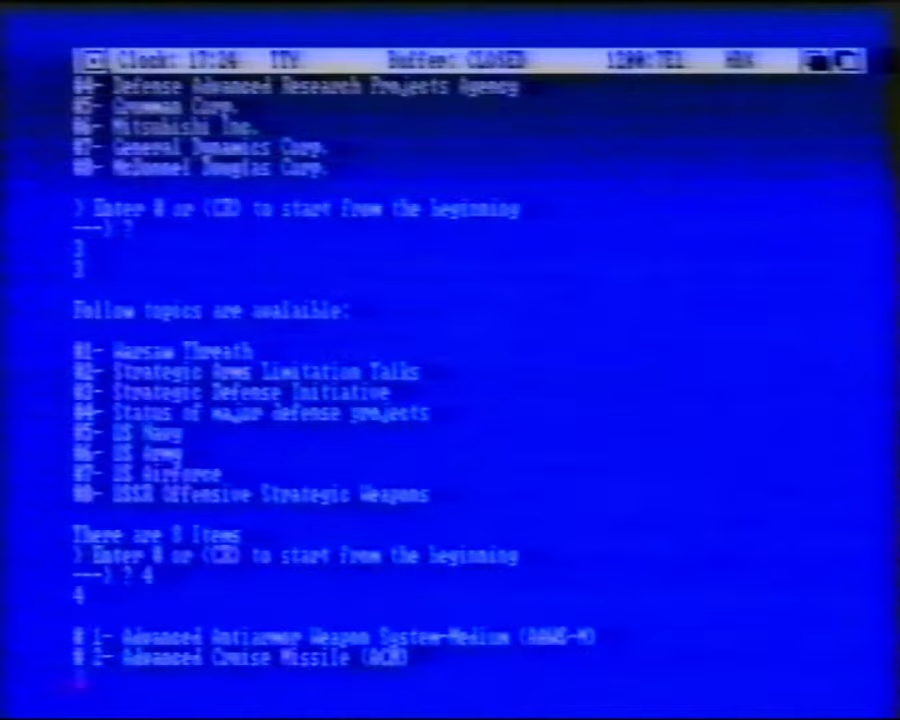 Clock: 17:24 TTY Buffer: CLOSED 1200:7E1
04- Defense Advanced Research Projects Agency
05- Grumman Corp.
06- Mitsubishi Inc.
07- General Dynamics Corp.
08- McDonnel Douglas Corp.
) Enter # or (CR) to start from the beginning
---) ?
3
3
Follow topics are avalaible:
01- Warsaw Threath
02- Strategic Arms Limitation Talks
03- Strategic Defense Initiative
04- Status of major defense projects
05- US Navy
06- US Army
07- US Airforce
08- USSR Offensive Strategic Weapons
There are 8 items
) Enter # or (CR) to start from the beginning
---) ? 4
4
# 1- Advanced Antiarmor Weapon System-Medium (AAWS-M)
# 2- Advanced Cruise Missile (ACM)